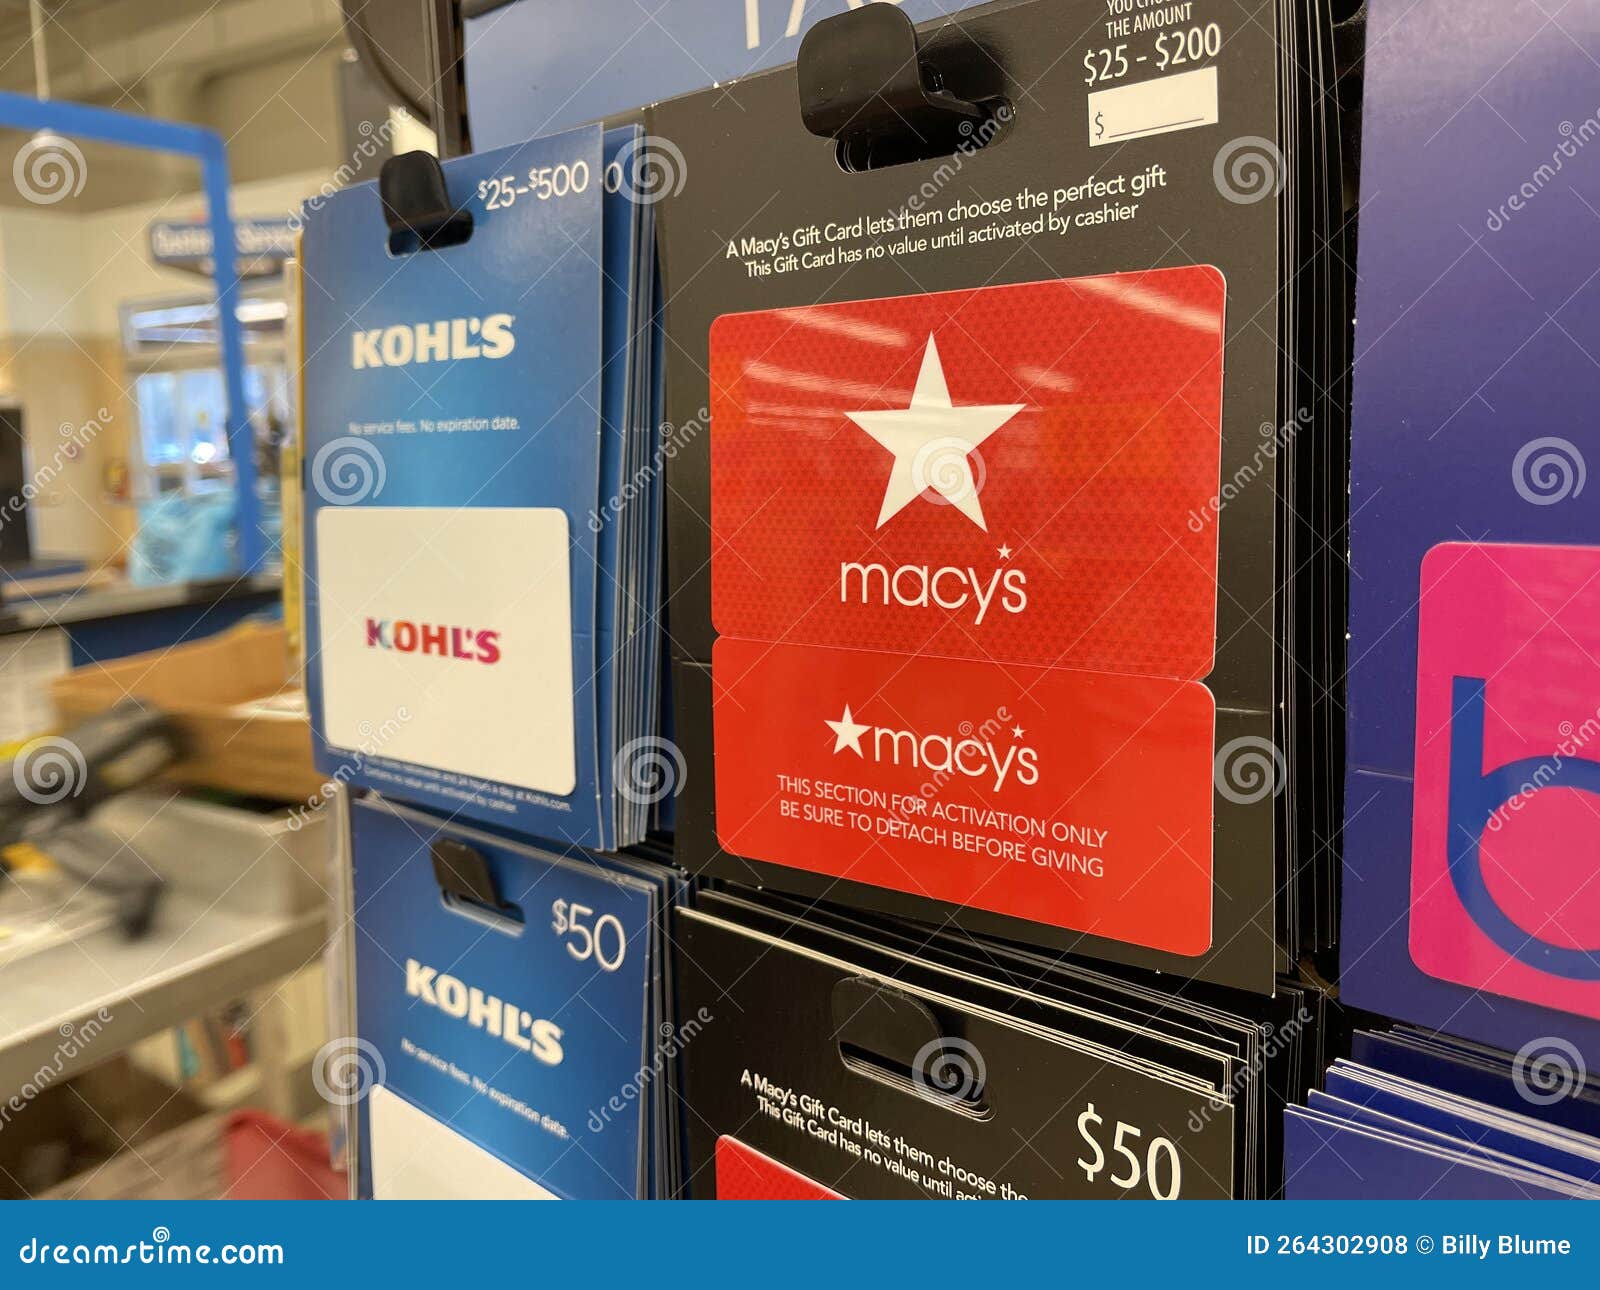 YOU
THE AMOUNT
$25 - $200
$
A Macy's Gift Card lets them choose the perfect gift
This Gift Card has no value until activated by cashier
macy's
macy's
THIS SECTION FOR ACTIVATION ONLY
BE SURE TO DETACH BEFORE GIVING
$25-$500
KOHL'S
No service fees. No expiration date.
KOHL'S
$50
KOHL'S
No service fees. No expiration date.
A Macy's Gift Card lets them choose the
This Gift Card has no value until
$50
b
dreamstime.com
ID 264302908 © Billy Blume